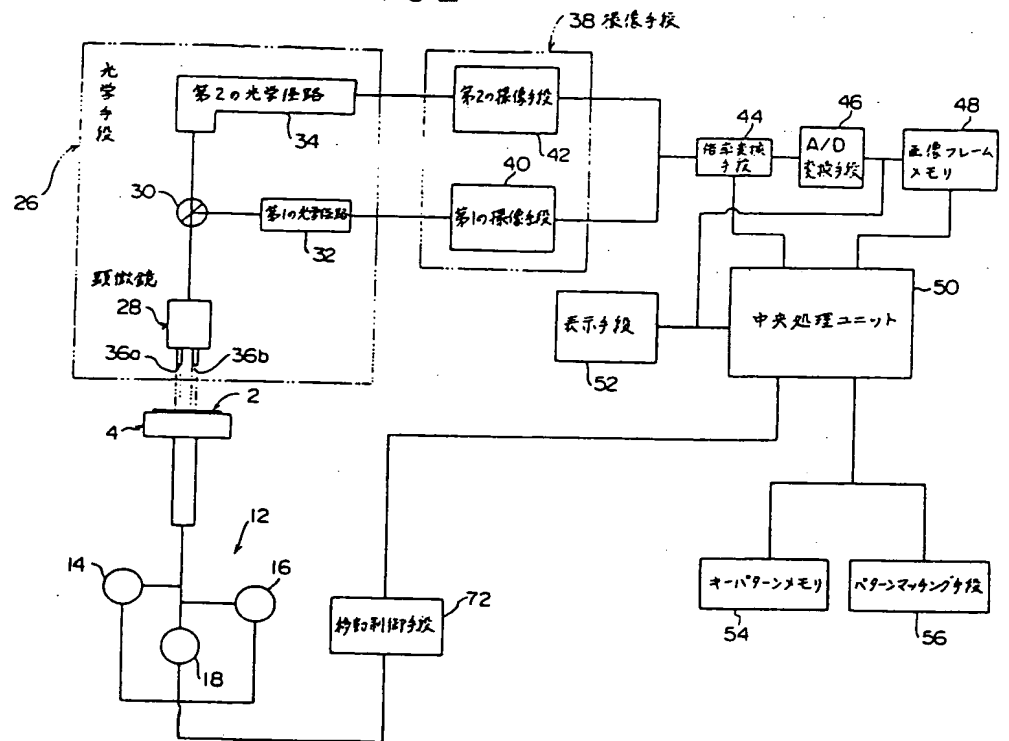 38 撮像手段
光学手段
第2の光学径路
34
第2の撮像手段
42
44
倍率変換
手段
46
A/D
変換手段
48
画像フレーム
メモリ
26
30
第1の光学径路
32
40
第1の撮像手段
顕微鏡
28
36a
36b
表示手段
52
中央処理ユニット
50
2
4
12
14
16
18
移動制御手段
72
キーパターンメモリ
54
パターンマッチング手段
56